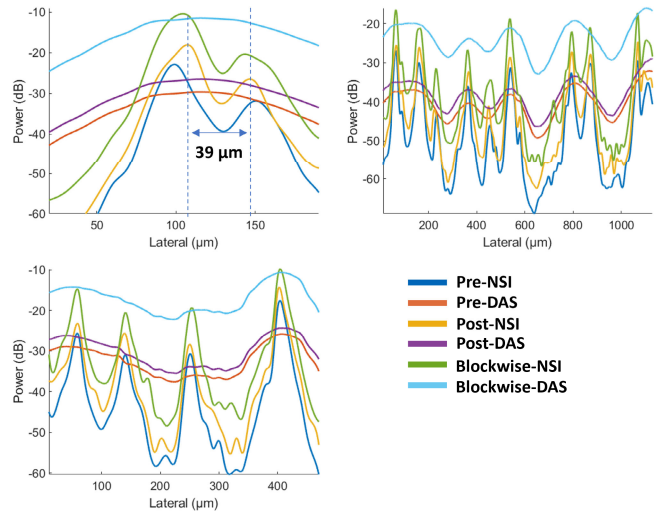 -10
-20
-30
-40
-50
-60
Power (dB)
50
100
150
Lateral (µm)
39 µm
-20
-30
-40
-50
-60
Power (dB)
200
400
600
800
1000
Lateral (µm)
-10
-20
-30
-40
-50
-60
Power (dB)
100
200
300
400
Lateral (µm)
Pre-NSI
Pre-DAS
Post-NSI
Post-DAS
Blockwise-NSI
Blockwise-DAS